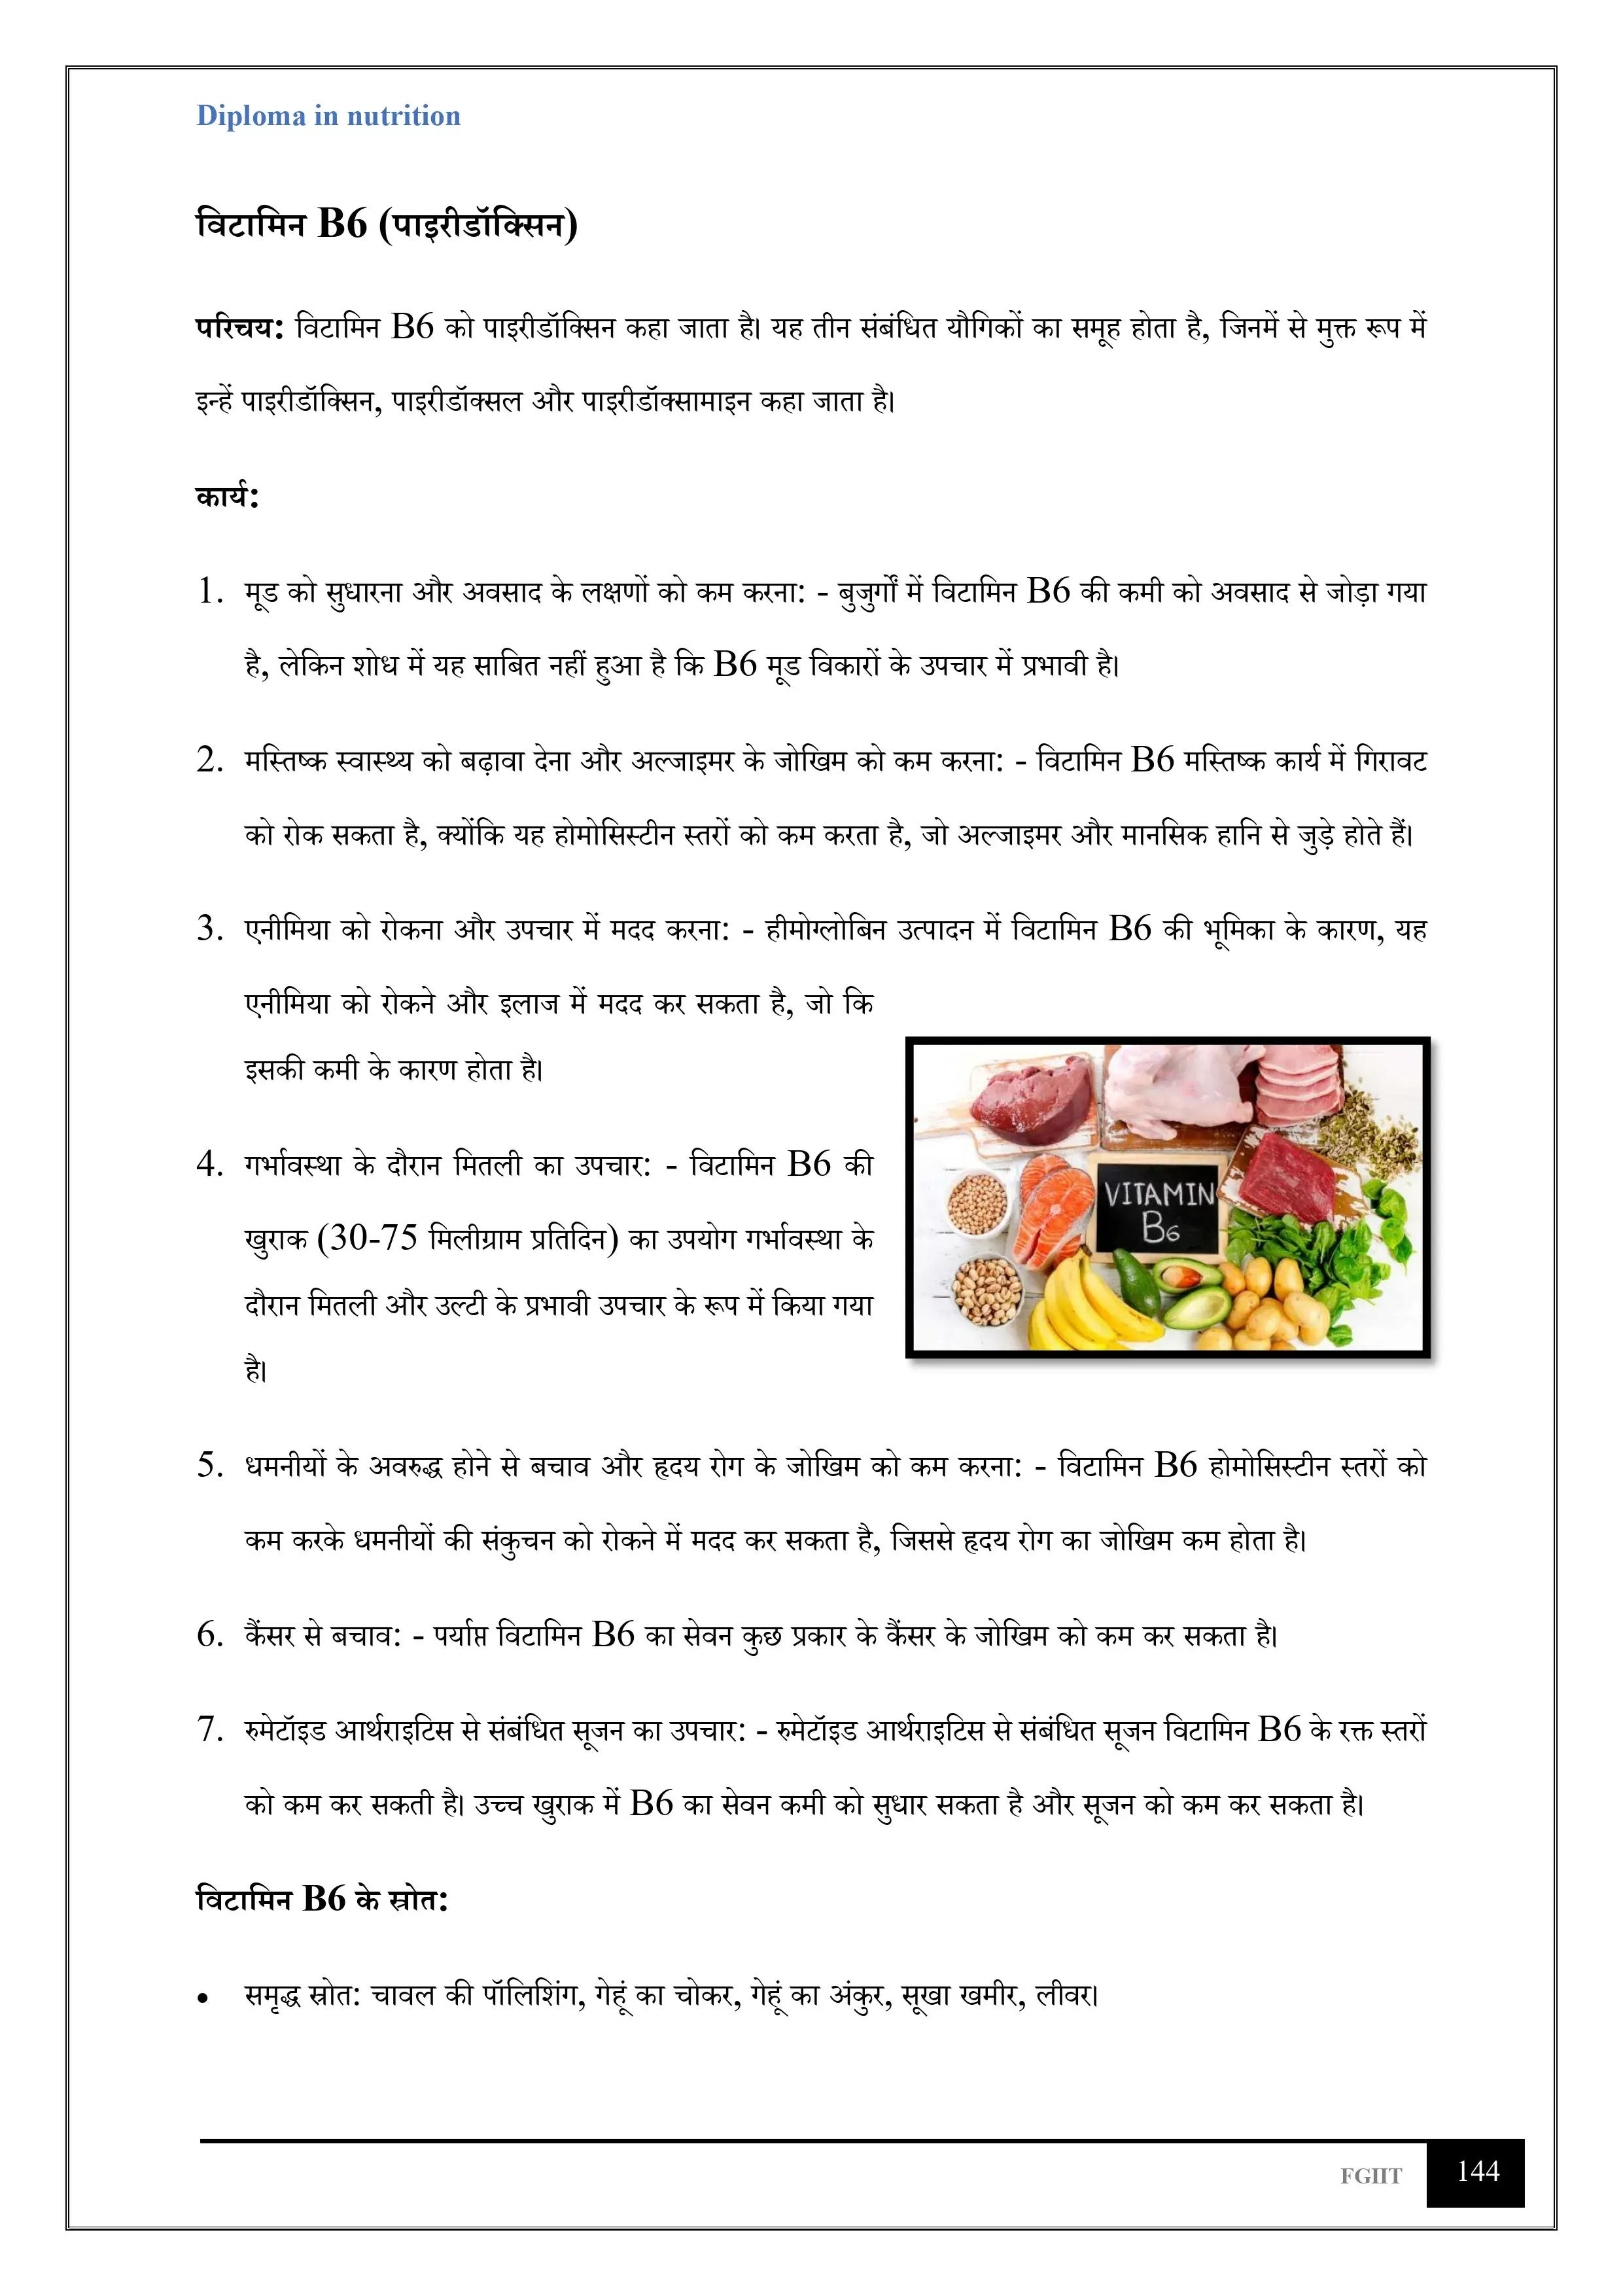 Diploma in nutrition
विटामिन B6 (पाइरीडॉक्सिन)
परिचय: विटामिन B6 को पाइरीडॉक्सिन कहा जाता है। यह तीन संबंधित यौगिकों का समूह होता है, जिनमें से मुक्त रूप में
इन्हें पाइरीडॉक्सिन, पाइरीडॉक्सल और पाइरीडॉक्सामाइन कहा जाता है।
कार्य:
1. मूड को सुधारना और अवसाद के लक्षणों को कम करना: - बुजुर्गों में विटामिन B6 की कमी को अवसाद से जोड़ा गया
है, लेकिन शोध में यह साबित नहीं हुआ है कि B6 मूड विकारों के उपचार में प्रभावी है।
2. मस्तिष्क स्वास्थ्य को बढ़ावा देना और अल्जाइमर के जोखिम को कम करना: - विटामिन B6 मस्तिष्क कार्य में गिरावट
को रोक सकता है, क्योंकि यह होमोसिस्टीन स्तरों को कम करता है, जो अल्जाइमर और मानसिक हानि से जुड़े होते हैं।
3. एनीमिया को रोकना और उपचार में मदद करना: - हीमोग्लोबिन उत्पादन में विटामिन B6 की भूमिका के कारण, यह
एनीमिया को रोकने और इलाज में मदद कर सकता है, जो कि
इसकी कमी के कारण होता है।
4. गर्भावस्था के दौरान मितली का उपचार: - विटामिन B6 की
खुराक (30-75 मिलीग्राम प्रतिदिन) का उपयोग गर्भावस्था के
दौरान मितली और उल्टी के प्रभावी उपचार के रूप में किया गया
है।
VITAMIN
B6
5. धमनीयों के अवरुद्ध होने से बचाव और हृदय रोग के जोखिम को कम करना: - विटामिन B6 होमोसिस्टीन स्तरों को
कम करके धमनीयों की संकुचन को रोकने में मदद कर सकता है, जिससे हृदय रोग का जोखिम कम होता है।
6. कैंसर से बचाव: - पर्याप्त विटामिन B6 का सेवन कुछ प्रकार के कैंसर के जोखिम को कम कर सकता है।
7. रुमेटॉइड आर्थराइटिस से संबंधित सूजन का उपचार: - रुमेटॉइड आर्थराइटिस से संबंधित सूजन विटामिन B6 के रक्त स्तरों
को कम कर सकती है। उच्च खुराक में B6 का सेवन कमी को सुधार सकता है और सूजन को कम कर सकता है।
विटामिन B6 के स्रोत:
• समृद्ध स्रोत: चावल की पॉलिशिंग, गेहूं का चोकर, गेहूं का अंकुर, सूखा खमीर, लीवर।
FGIIT 144